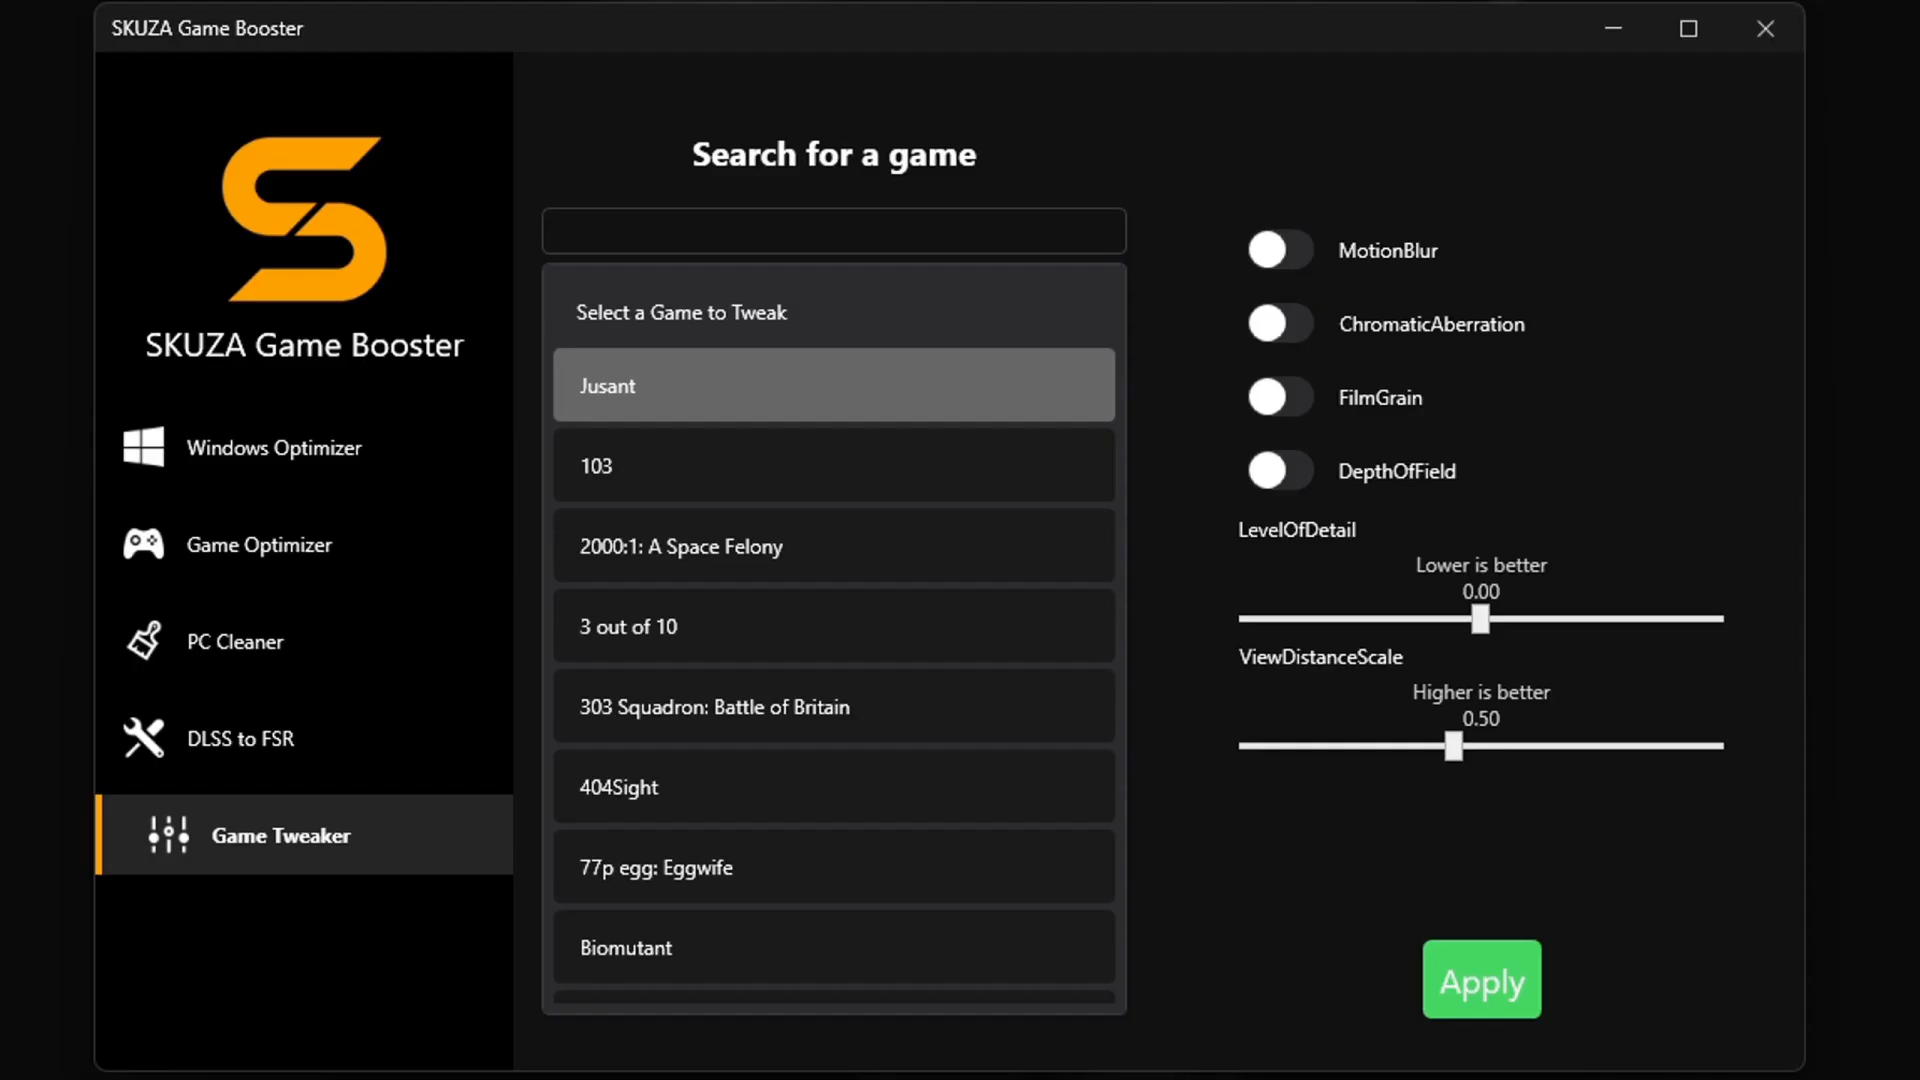 SKUZA Game Booster
SKUZA Game Booster
Windows Optimizer
Game Optimizer
PC Cleaner
DLSS to FSR
Game Tweaker
Search for a game
Select a Game to Tweak
Jusant
103
2000:1: A Space Felony
3 out of 10
303 Squadron: Battle of Britain
404Sight
77p egg: Eggwife
Biomutant
MotionBlur
ChromaticAberration
FilmGrain
DepthOfField
LevelOfDetail
Lower is better
0.00
ViewDistanceScale
Higher is better
0.50
Apply